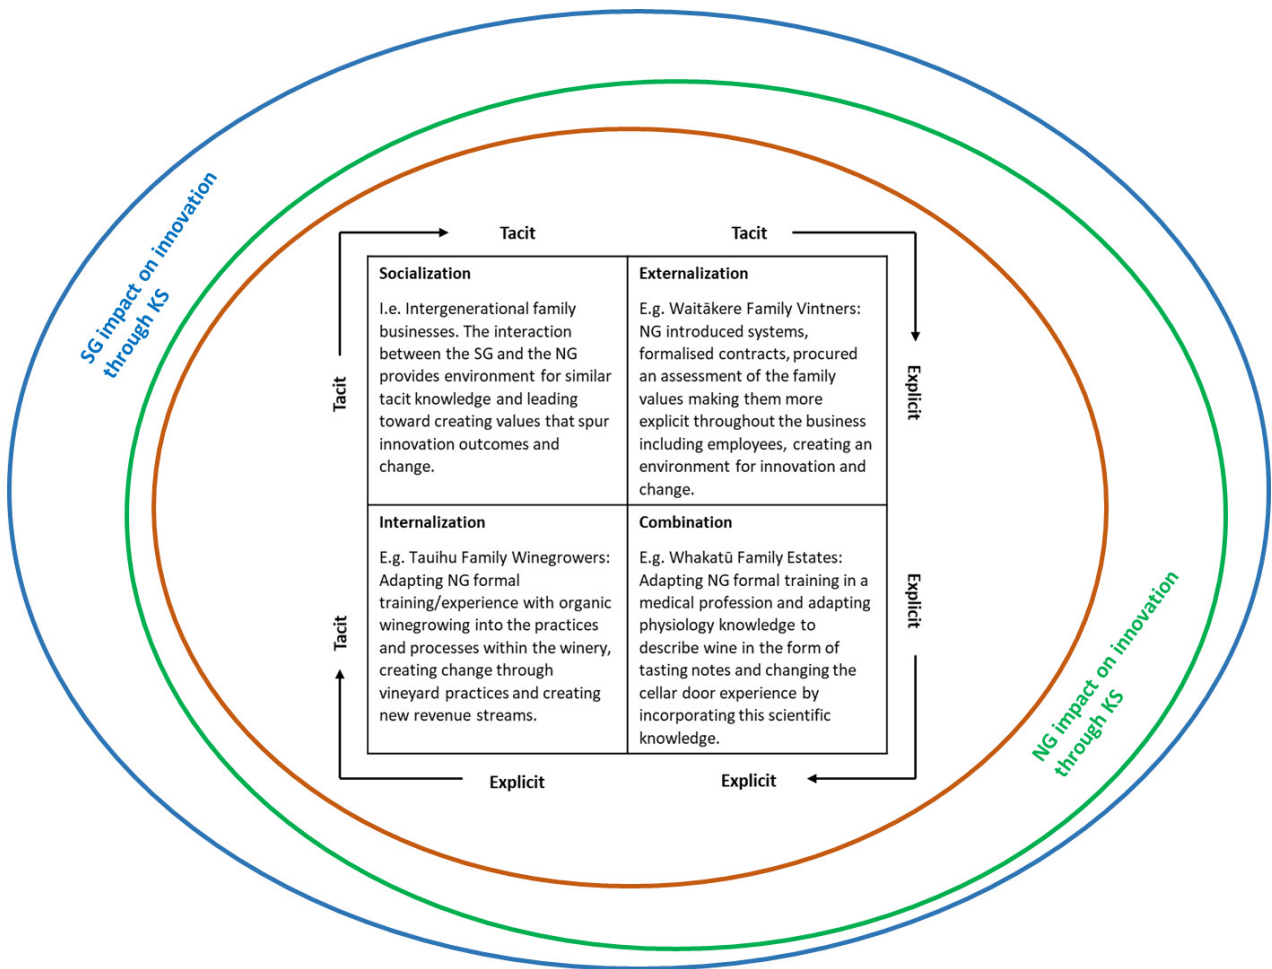 SG impact on innovation
through KS
Tacit
Tacit
Tacit
Explicit
Socialization
I.e. Intergenerational family
businesses. The interaction
between the SG and the NG
provides environment for similar
tacit knowledge and leading
toward creating values that spur
innovation outcomes and
change.
Externalization
E.g. Waitākere Family Vintners:
NG introduced systems,
formalised contracts, procured
an assessment of the family
values making them more
explicit throughout the business
including employees, creating an
environment for innovation and
change.
Internalization
E.g. Tauihu Family Winegrowers:
Adapting NG formal
training/experience with organic
winegrowing into the practices
and processes within the winery,
creating change through
vineyard practices and creating
new revenue streams.
Combination
E.g. Whakatū Family Estates:
Adapting NG formal training in a
medical profession and adapting
physiology knowledge to
describe wine in the form of
tasting notes and changing the
cellar door experience by
incorporating this scientific
knowledge.
Tacit
Explicit
Explicit
Explicit
NG impact on innovation
through KS